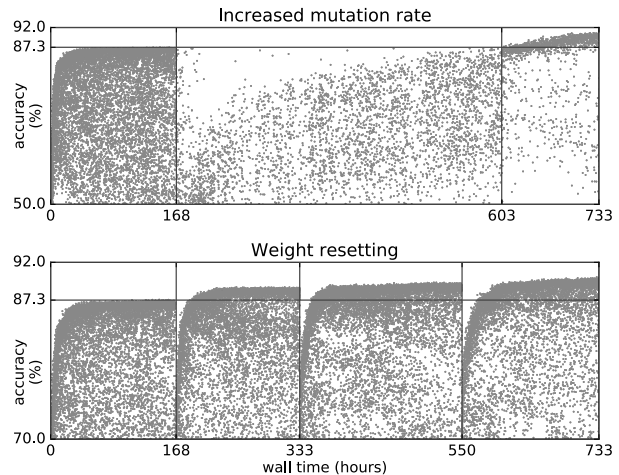 Increased mutation rate
92.0
87.3
accuracy
(%)
50.0
0 168 603 733
Weight resetting
92.0
87.3
accuracy
(%)
70.0
0 168 333 550 733
wall time (hours)